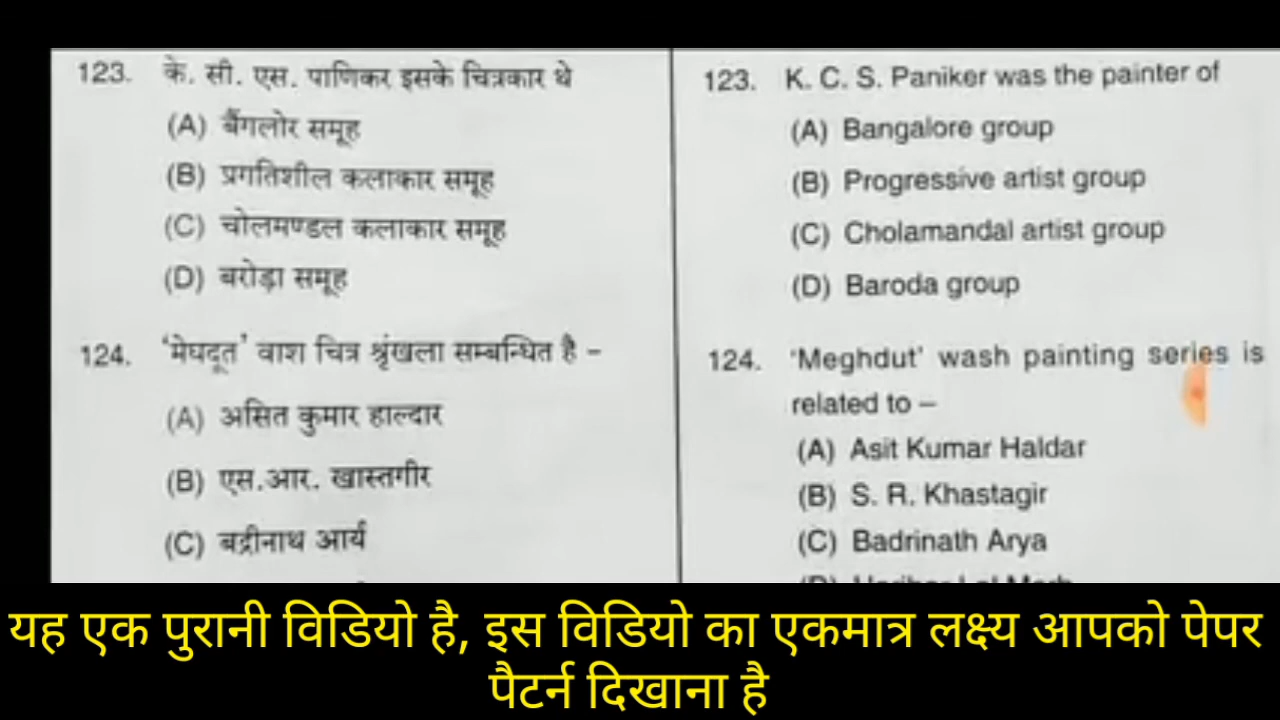 123. के. सी. एस. पाणिकर इसके चित्रकार थे
(A) बैंगलोर समूह
(B) प्रगतिशील कलाकार समूह
(C) चोलमण्डल कलाकार समूह
(D) बरोड़ा समूह
124. 'मेघदूत' वाश चित्र श्रृंखला सम्बन्धित है –
(A) असित कुमार हाल्दार
(B) एस.आर. खास्तगीर
(C) बद्रीनाथ आर्य
123. K. C. S. Paniker was the painter of
(A) Bangalore group
(B) Progressive artist group
(C) Cholamandal artist group
(D) Baroda group
124. 'Meghdut' wash painting series is
related to –
(A) Asit Kumar Haldar
(B) S. R. Khastagir
(C) Badrinath Arya
यह एक पुरानी विडियो है, इस विडियो का एकमात्र लक्ष्य आपको पेपर
पैटर्न दिखाना है